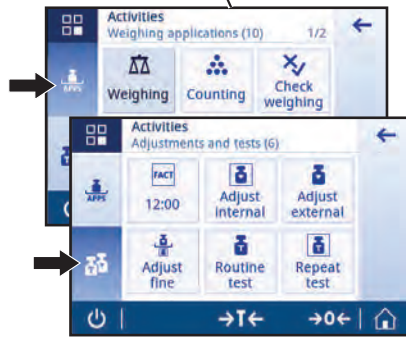 Activities
Weighing applications (10) 1/2
APPS
Weighing
Counting
Check
weighing
Activities
Adjustments and tests (6)
APPS
FACT
12:00
Adjust
internal
Adjust
external
Adjust
fine
Routine
test
Repeat
test
→T←
→0←